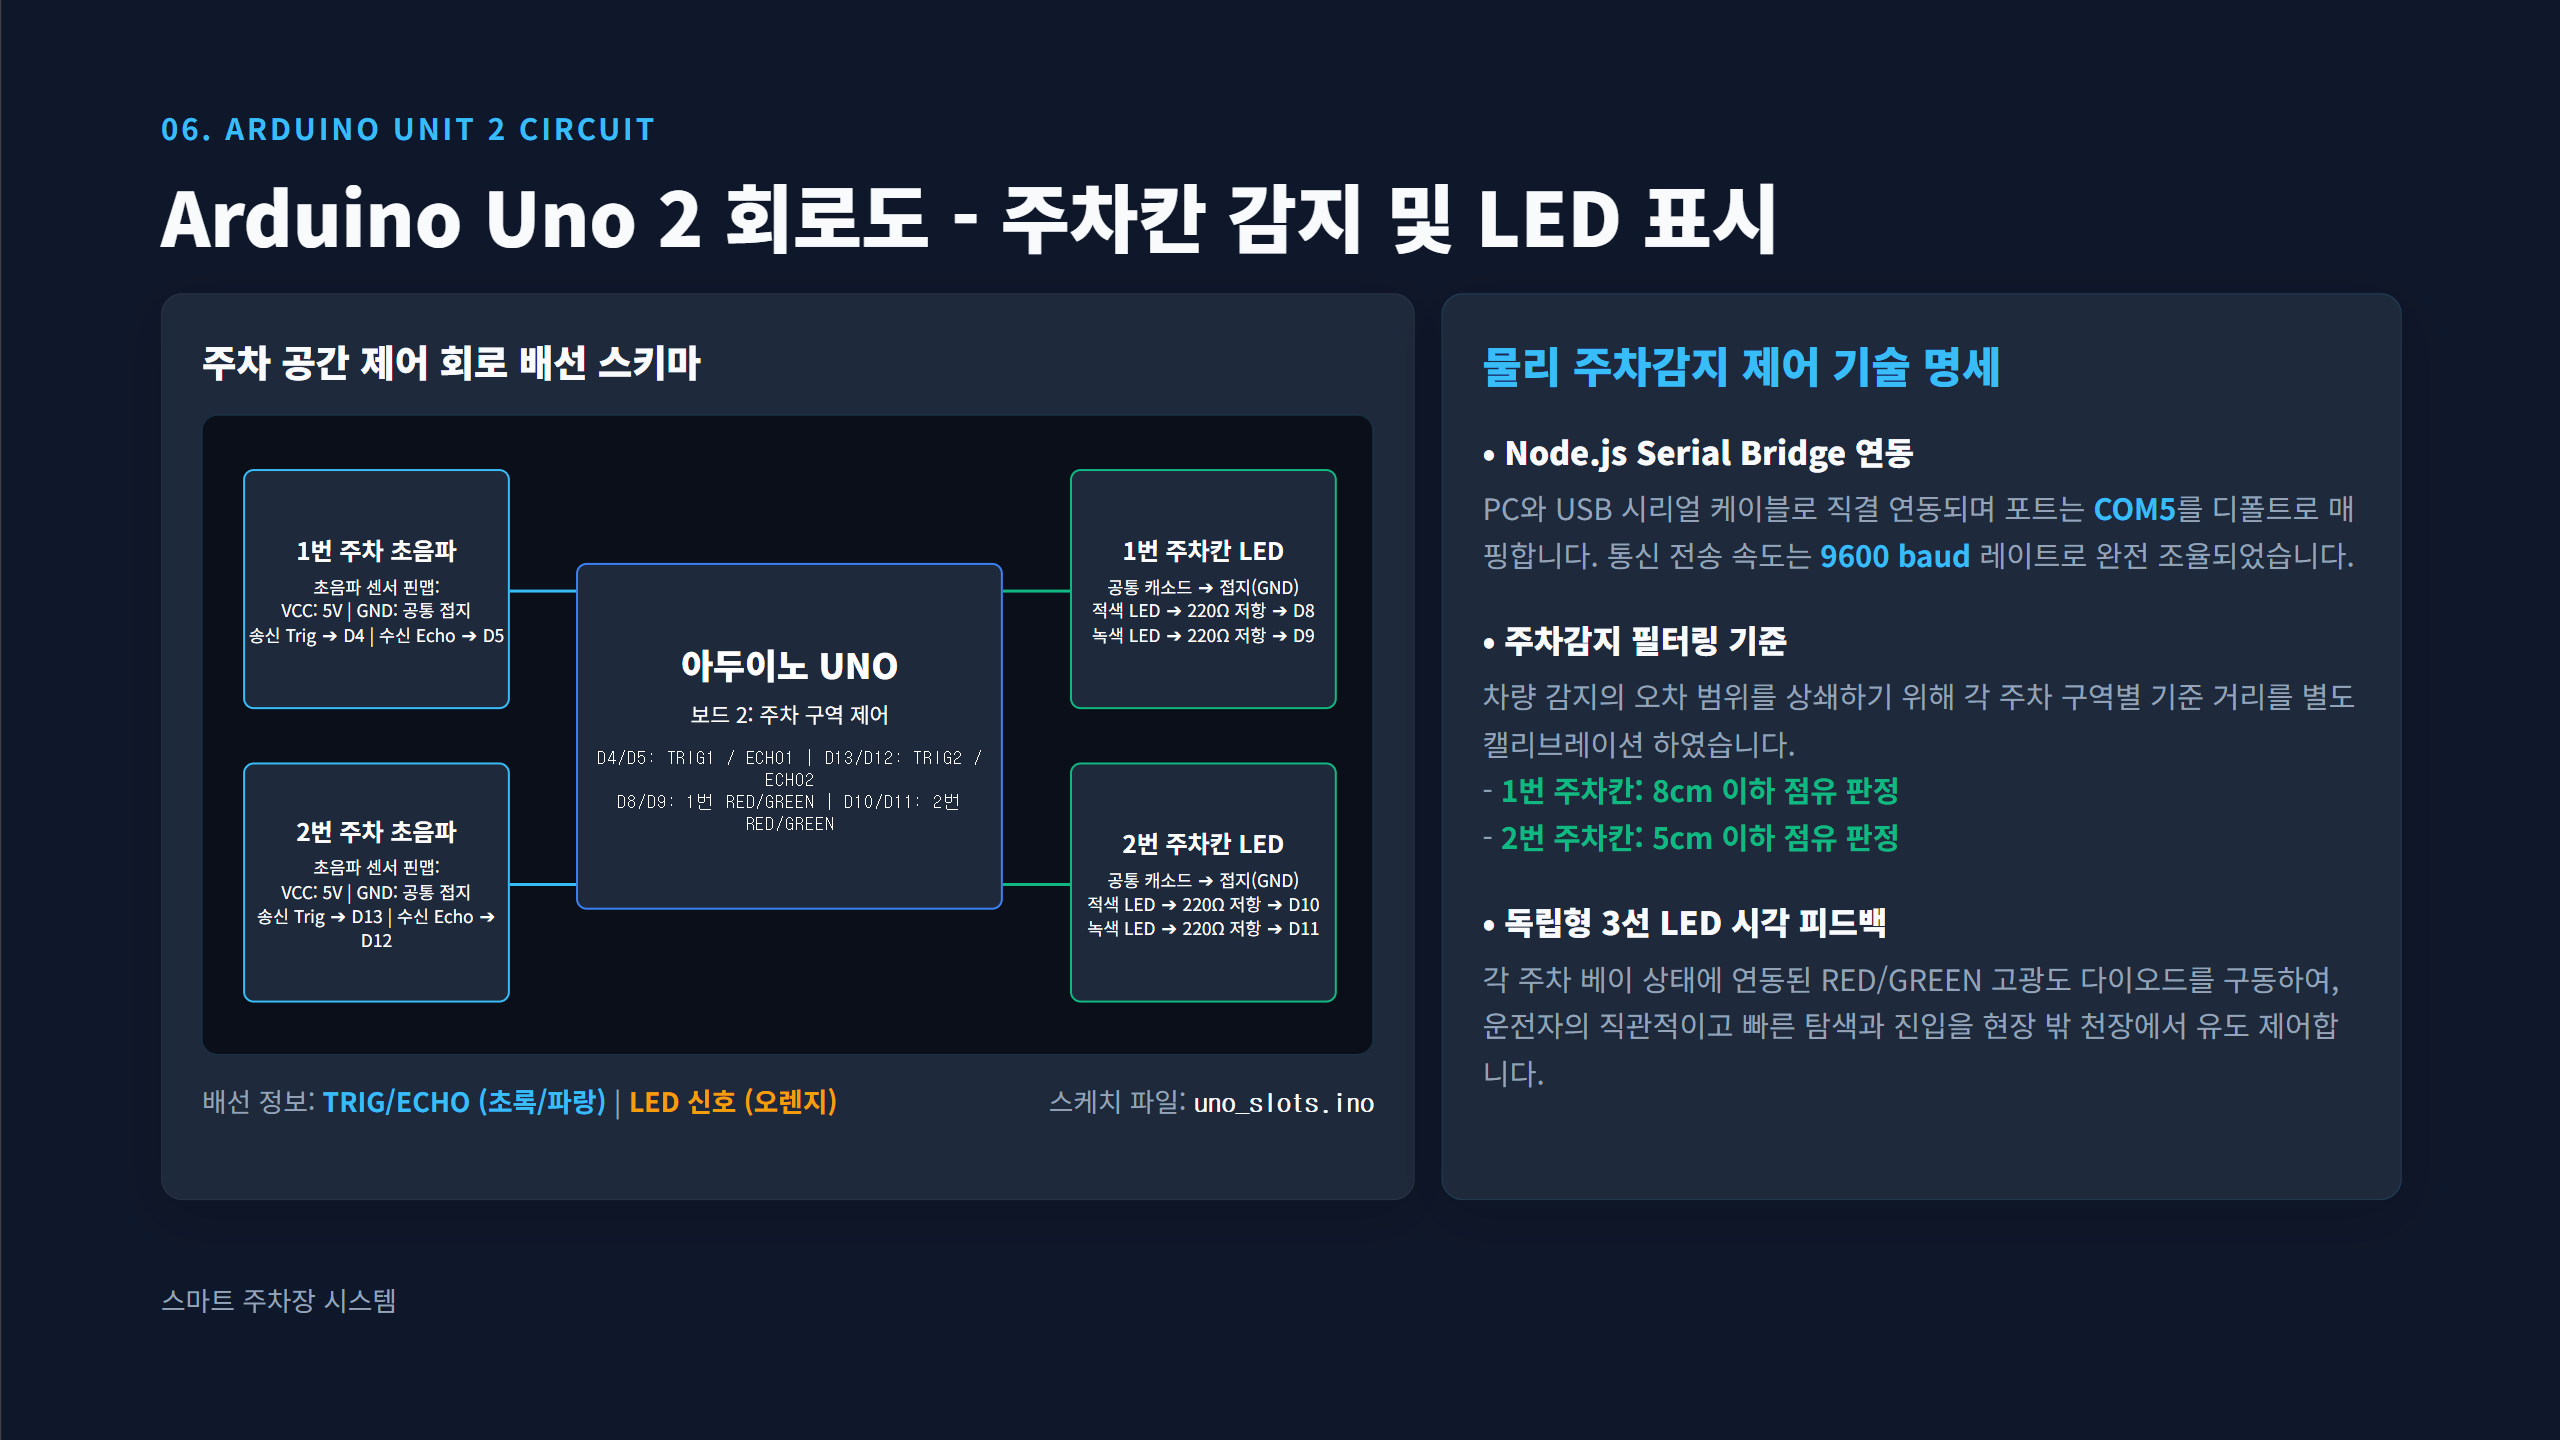 06. ARDUINO UNIT 2 CIRCUIT
Arduino Uno 2 회로도 - 주차칸 감지 및 LED 표시
주차 공간 제어 회로 배선 스키마
1번 주차 초음파
초음파 센서 핀맵:
VCC: 5V | GND: 공통 접지
송신 Trig → D4 | 수신 Echo → D5
2번 주차 초음파
초음파 센서 핀맵:
VCC: 5V | GND: 공통 접지
송신 Trig → D13 | 수신 Echo →
D12
아두이노 UNO
보드 2: 주차 구역 제어
D4/D5: TRIG1 / ECHO1 | D13/D12: TRIG2 /
ECHO2
D8/D9: 1번 RED/GREEN | D10/D11: 2번
RED/GREEN
1번 주차칸 LED
공통 캐소드 → 접지(GND)
적색 LED → 220Ω 저항 → D8
녹색 LED → 220Ω 저항 → D9
2번 주차칸 LED
공통 캐소드 → 접지(GND)
적색 LED → 220Ω 저항 → D10
녹색 LED → 220Ω 저항 → D11
배선 정보: TRIG/ECHO (초록/파랑) | LED 신호 (오렌지)
스케치 파일: uno_slots.ino
물리 주차감지 제어 기술 명세
• Node.js Serial Bridge 연동
PC와 USB 시리얼 케이블로 직결 연동되며 포트는 COM5를 디폴트로 매
핑합니다. 통신 전송 속도는 9600 baud 레이트로 완전 조율되었습니다.
• 주차감지 필터링 기준
차량 감지의 오차 범위를 상쇄하기 위해 각 주차 구역별 기준 거리를 별도
캘리브레이션 하였습니다.
- 1번 주차칸: 8cm 이하 점유 판정
- 2번 주차칸: 5cm 이하 점유 판정
• 독립형 3선 LED 시각 피드백
각 주차 베이 상태에 연동된 RED/GREEN 고광도 다이오드를 구동하여,
운전자의 직관적이고 빠른 탐색과 진입을 현장 밖 천장에서 유도 제어합
니다.
스마트 주차장 시스템